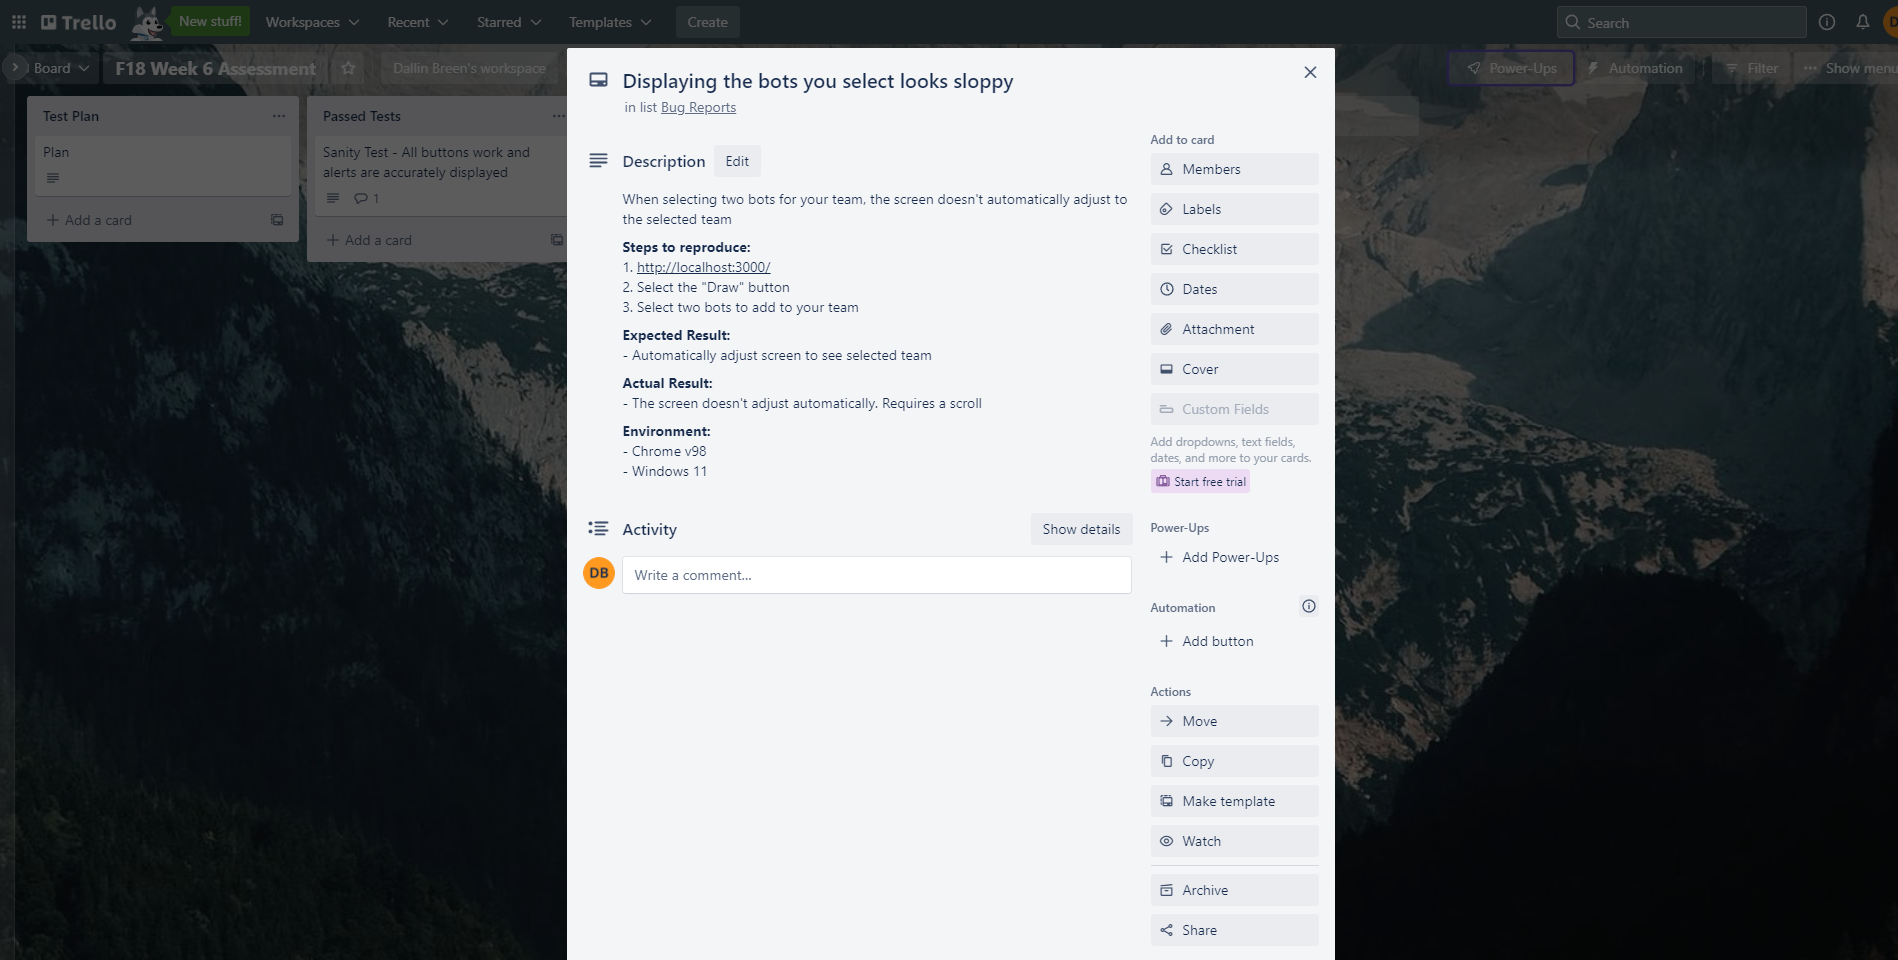 Trello
New stuff!
Workspaces
Recent
Starred
Templates
Create
Search
Board
F18 Week 6 Assessment
Dallin Breen's workspace
Power-Ups
Automation
Filter
Show menu
Test Plan
Plan
+ Add a card
Passed Tests
Sanity Test - All buttons work and
alerts are accurately displayed
1
+ Add a card
Displaying the bots you select looks sloppy
in list Bug Reports
Description
Edit
When selecting two bots for your team, the screen doesn't automatically adjust to
the selected team
Steps to reproduce:
1. http://localhost:3000/
2. Select the "Draw" button
3. Select two bots to add to your team
Expected Result:
- Automatically adjust screen to see selected team
Actual Result:
- The screen doesn't adjust automatically. Requires a scroll
Environment:
- Chrome v98
- Windows 11
Activity
Show details
DB
Write a comment...
Add to card
Members
Labels
Checklist
Dates
Attachment
Cover
Custom Fields
Add dropdowns, text fields,
dates, and more to your cards.
Start free trial
Power-Ups
+ Add Power-Ups
Automation
+ Add button
Actions
Move
Copy
Make template
Watch
Archive
Share